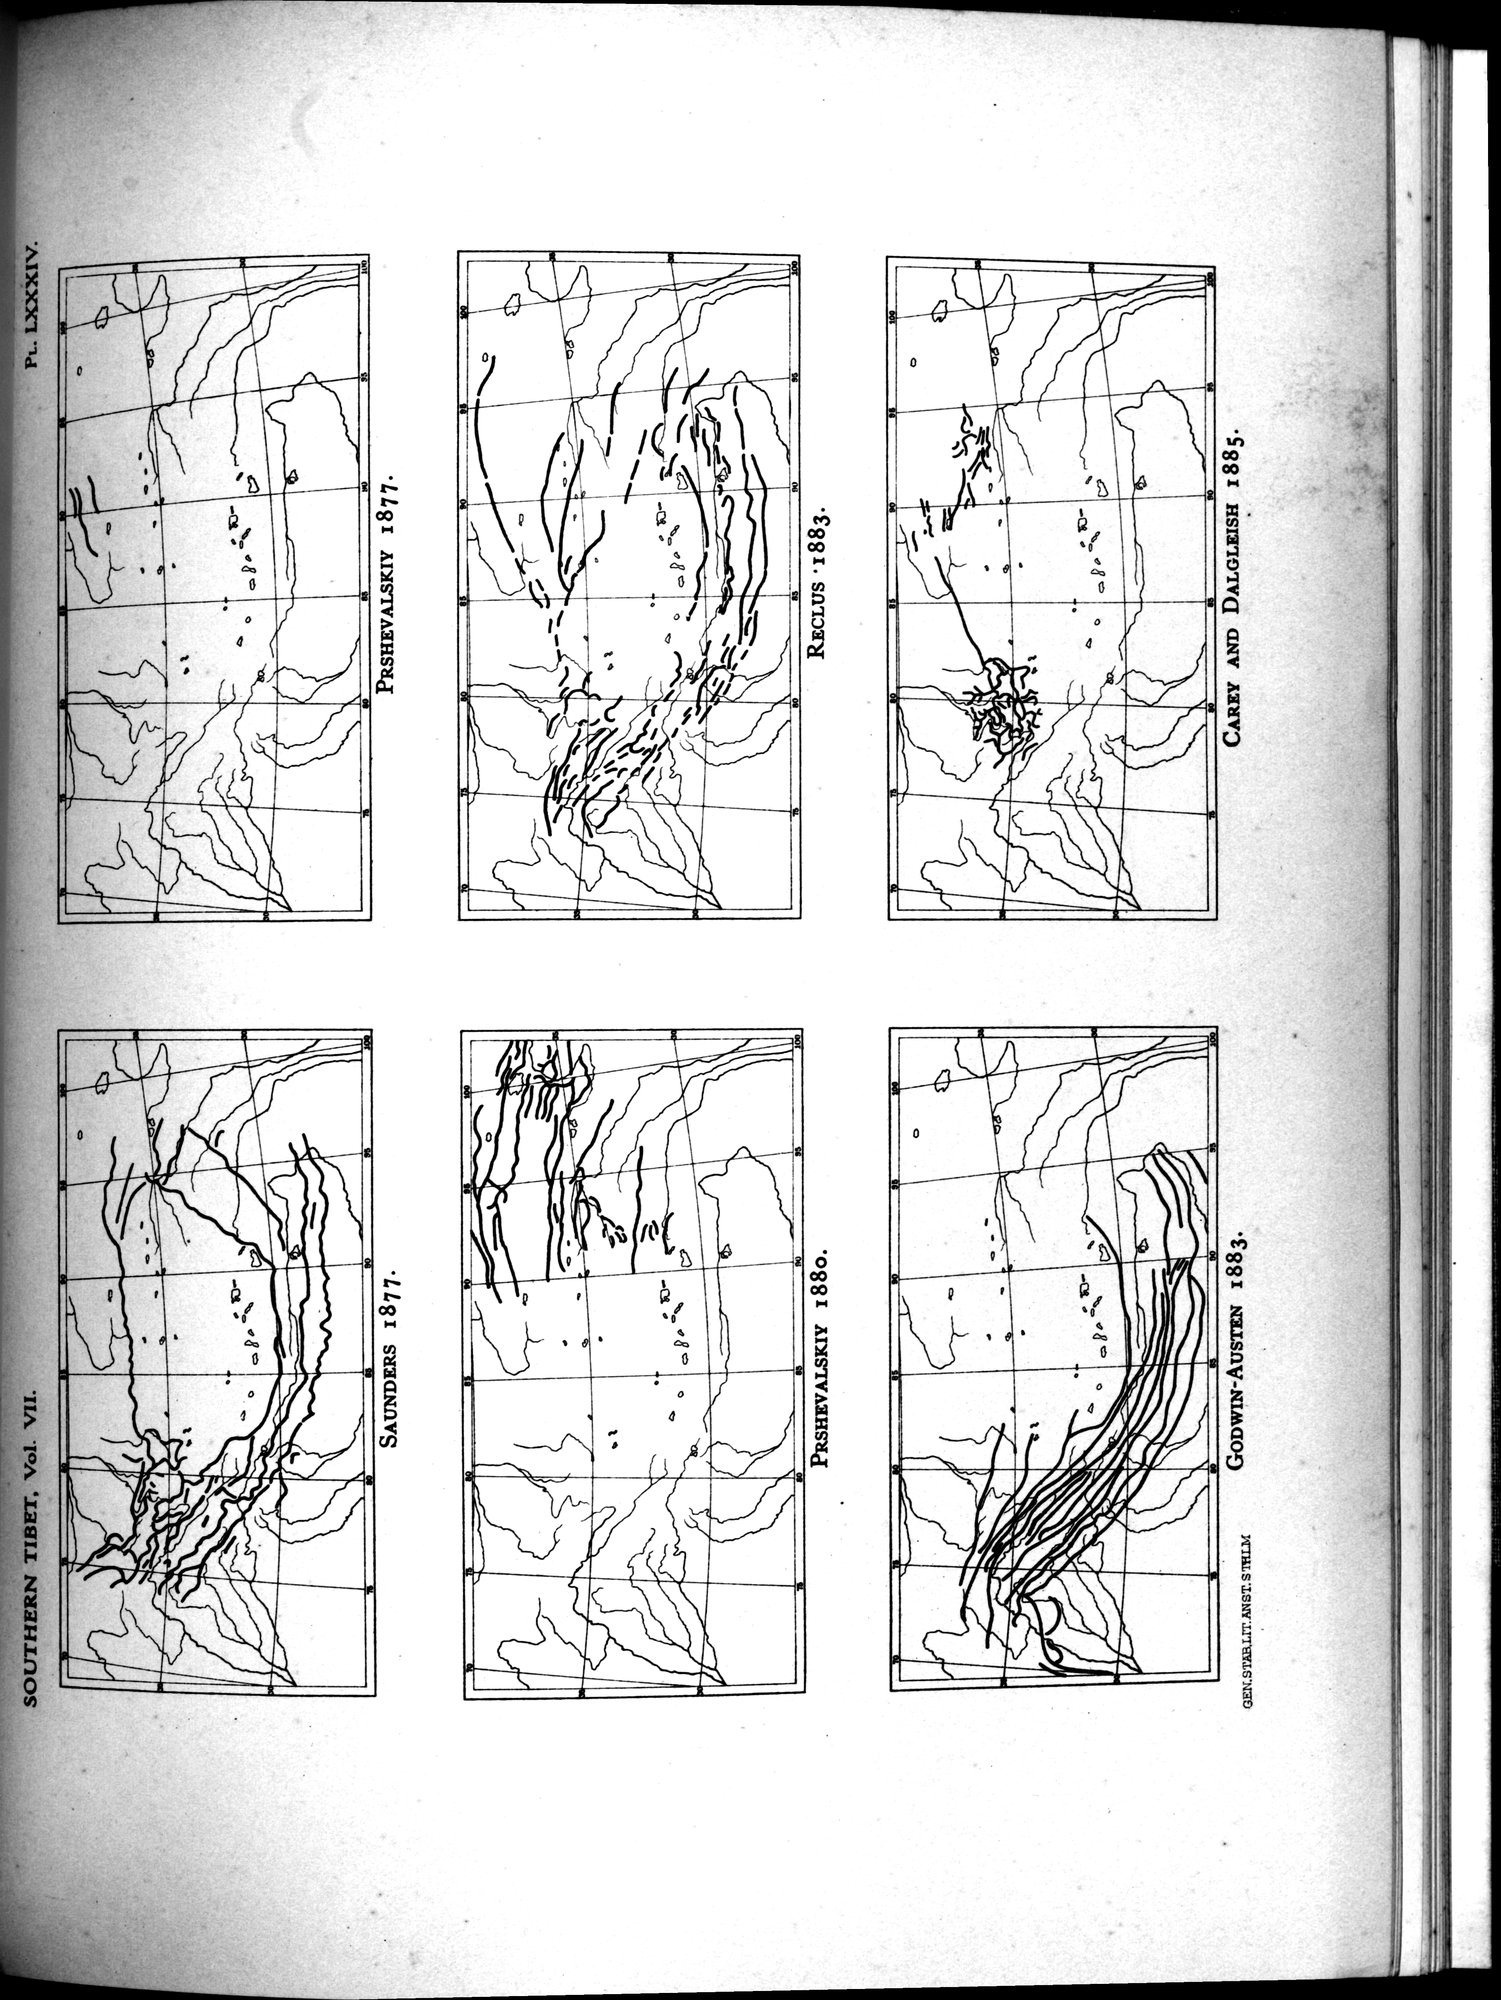 SOUTHERN TIBET, Vol. VII.
PL. LXXXIV.
SAUNDERS 1877.
PRSHEVALSKIY 1877.
PRSHEVALSKIY 1880.
RECLUS 1883.
GODWIN-AUSTEN 1883.
CAREY AND DALGLEISH 1885.
GEN.STAB.LIT.ANST.STHLM